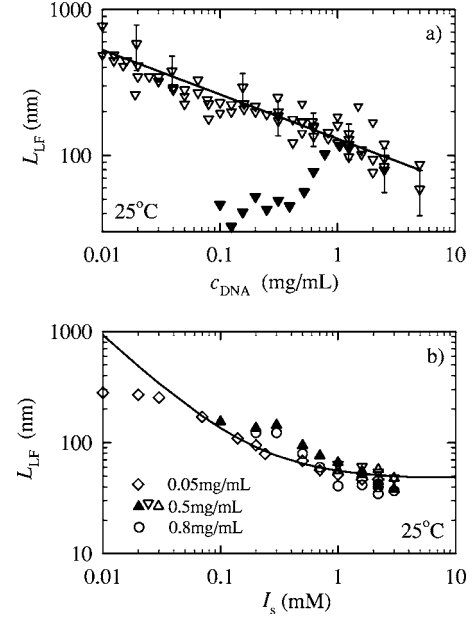 1000
a)
L_LF (nm)
100
25°C
0.01 0.1 1 10
c_DNA (mg/mL)
1000
b)
L_LF (nm)
100
◇ 0.05mg/mL
▲▽△ 0.5mg/mL
○ 0.8mg/mL
25°C
10
0.01 0.1 1 10
I_s (mM)